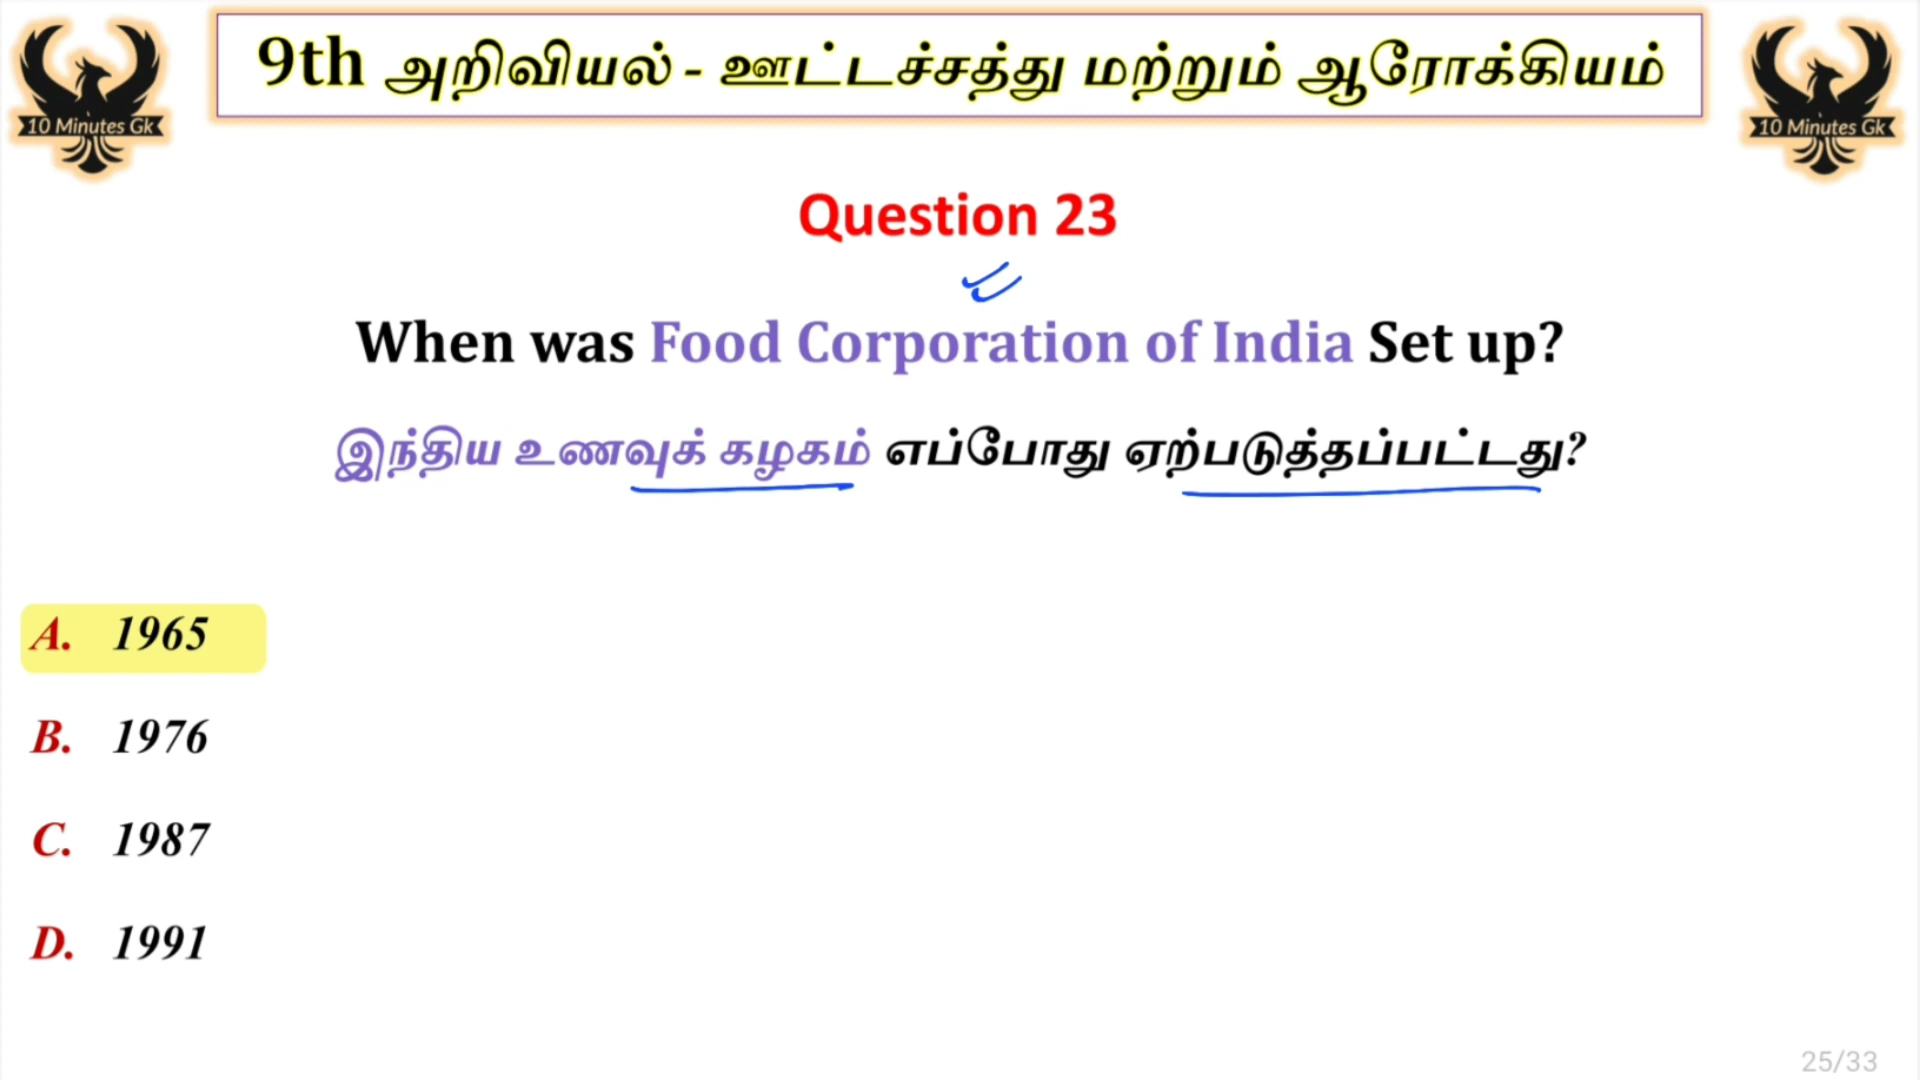 9th அறிவியல் - ஊட்டச்சத்து மற்றும் ஆரோக்கியம்
10 Minutes Gk
10 Minutes Gk
Question 23
When was Food Corporation of India Set up?
இந்திய உணவுக் கழகம் எப்போது ஏற்படுத்தப்பட்டது?
A. 1965
B. 1976
C. 1987
D. 1991
25/33